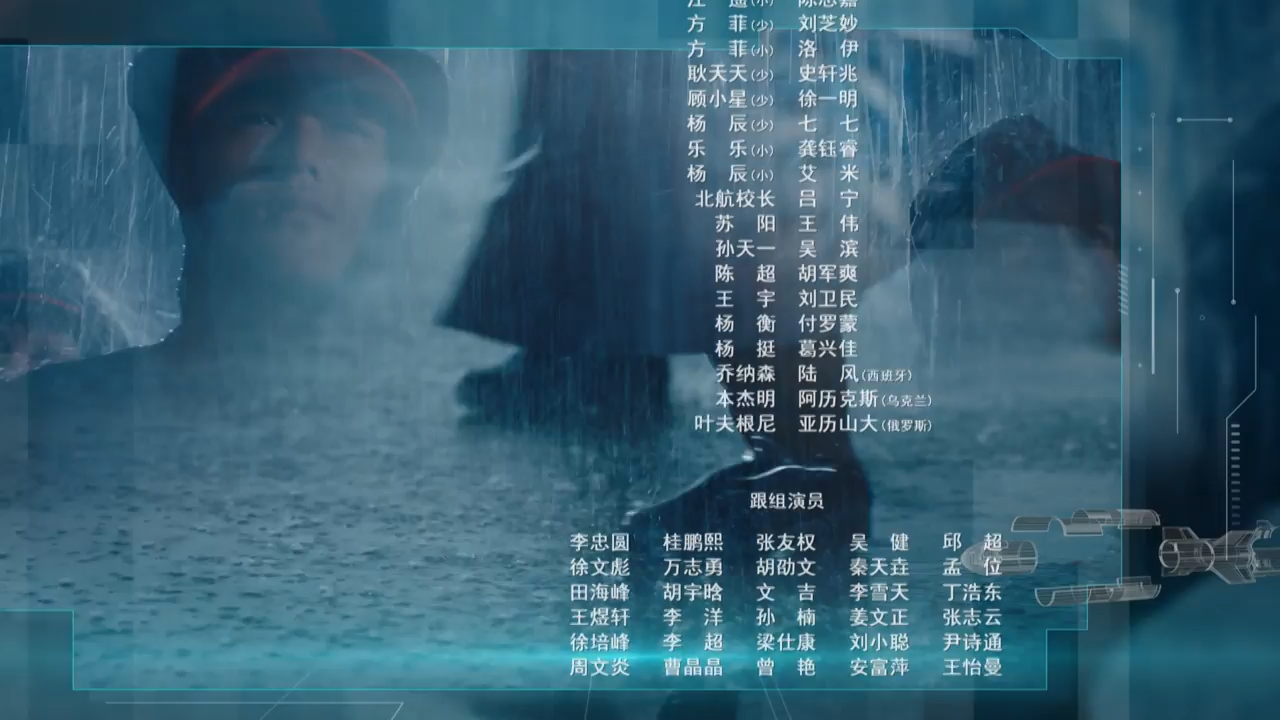 方 菲(少) 刘芝妙
方 菲(小) 洛 伊
耿天天(少) 史轩兆
顾小星(少) 徐一明
杨 辰(少) 七 七
乐 乐(小) 龚钰睿
杨 辰(小) 艾 米
北航校长 吕 宁
苏 阳 王 伟
孙天一 吴 滨
陈 超 胡军爽
王 宇 刘卫民
杨 衡 付罗蒙
杨 挺 葛兴佳
乔纳森 陆 风(西班牙)
本杰明 阿历克斯(乌克兰)
叶夫根尼 亚历山大(俄罗斯)
跟组演员
李忠圆 桂鹏熙 张友权 吴 健 邱 超
徐文彪 万志勇 胡劭文 秦天垚 孟 位
田海峰 胡宇晗 文 吉 李雪天 丁浩东
王煜轩 李 洋 孙 楠 姜文正 张志云
徐培峰 李 超 梁仕康 刘小聪 尹诗通
周文炎 曹晶晶 曾 艳 安富萍 王怡曼